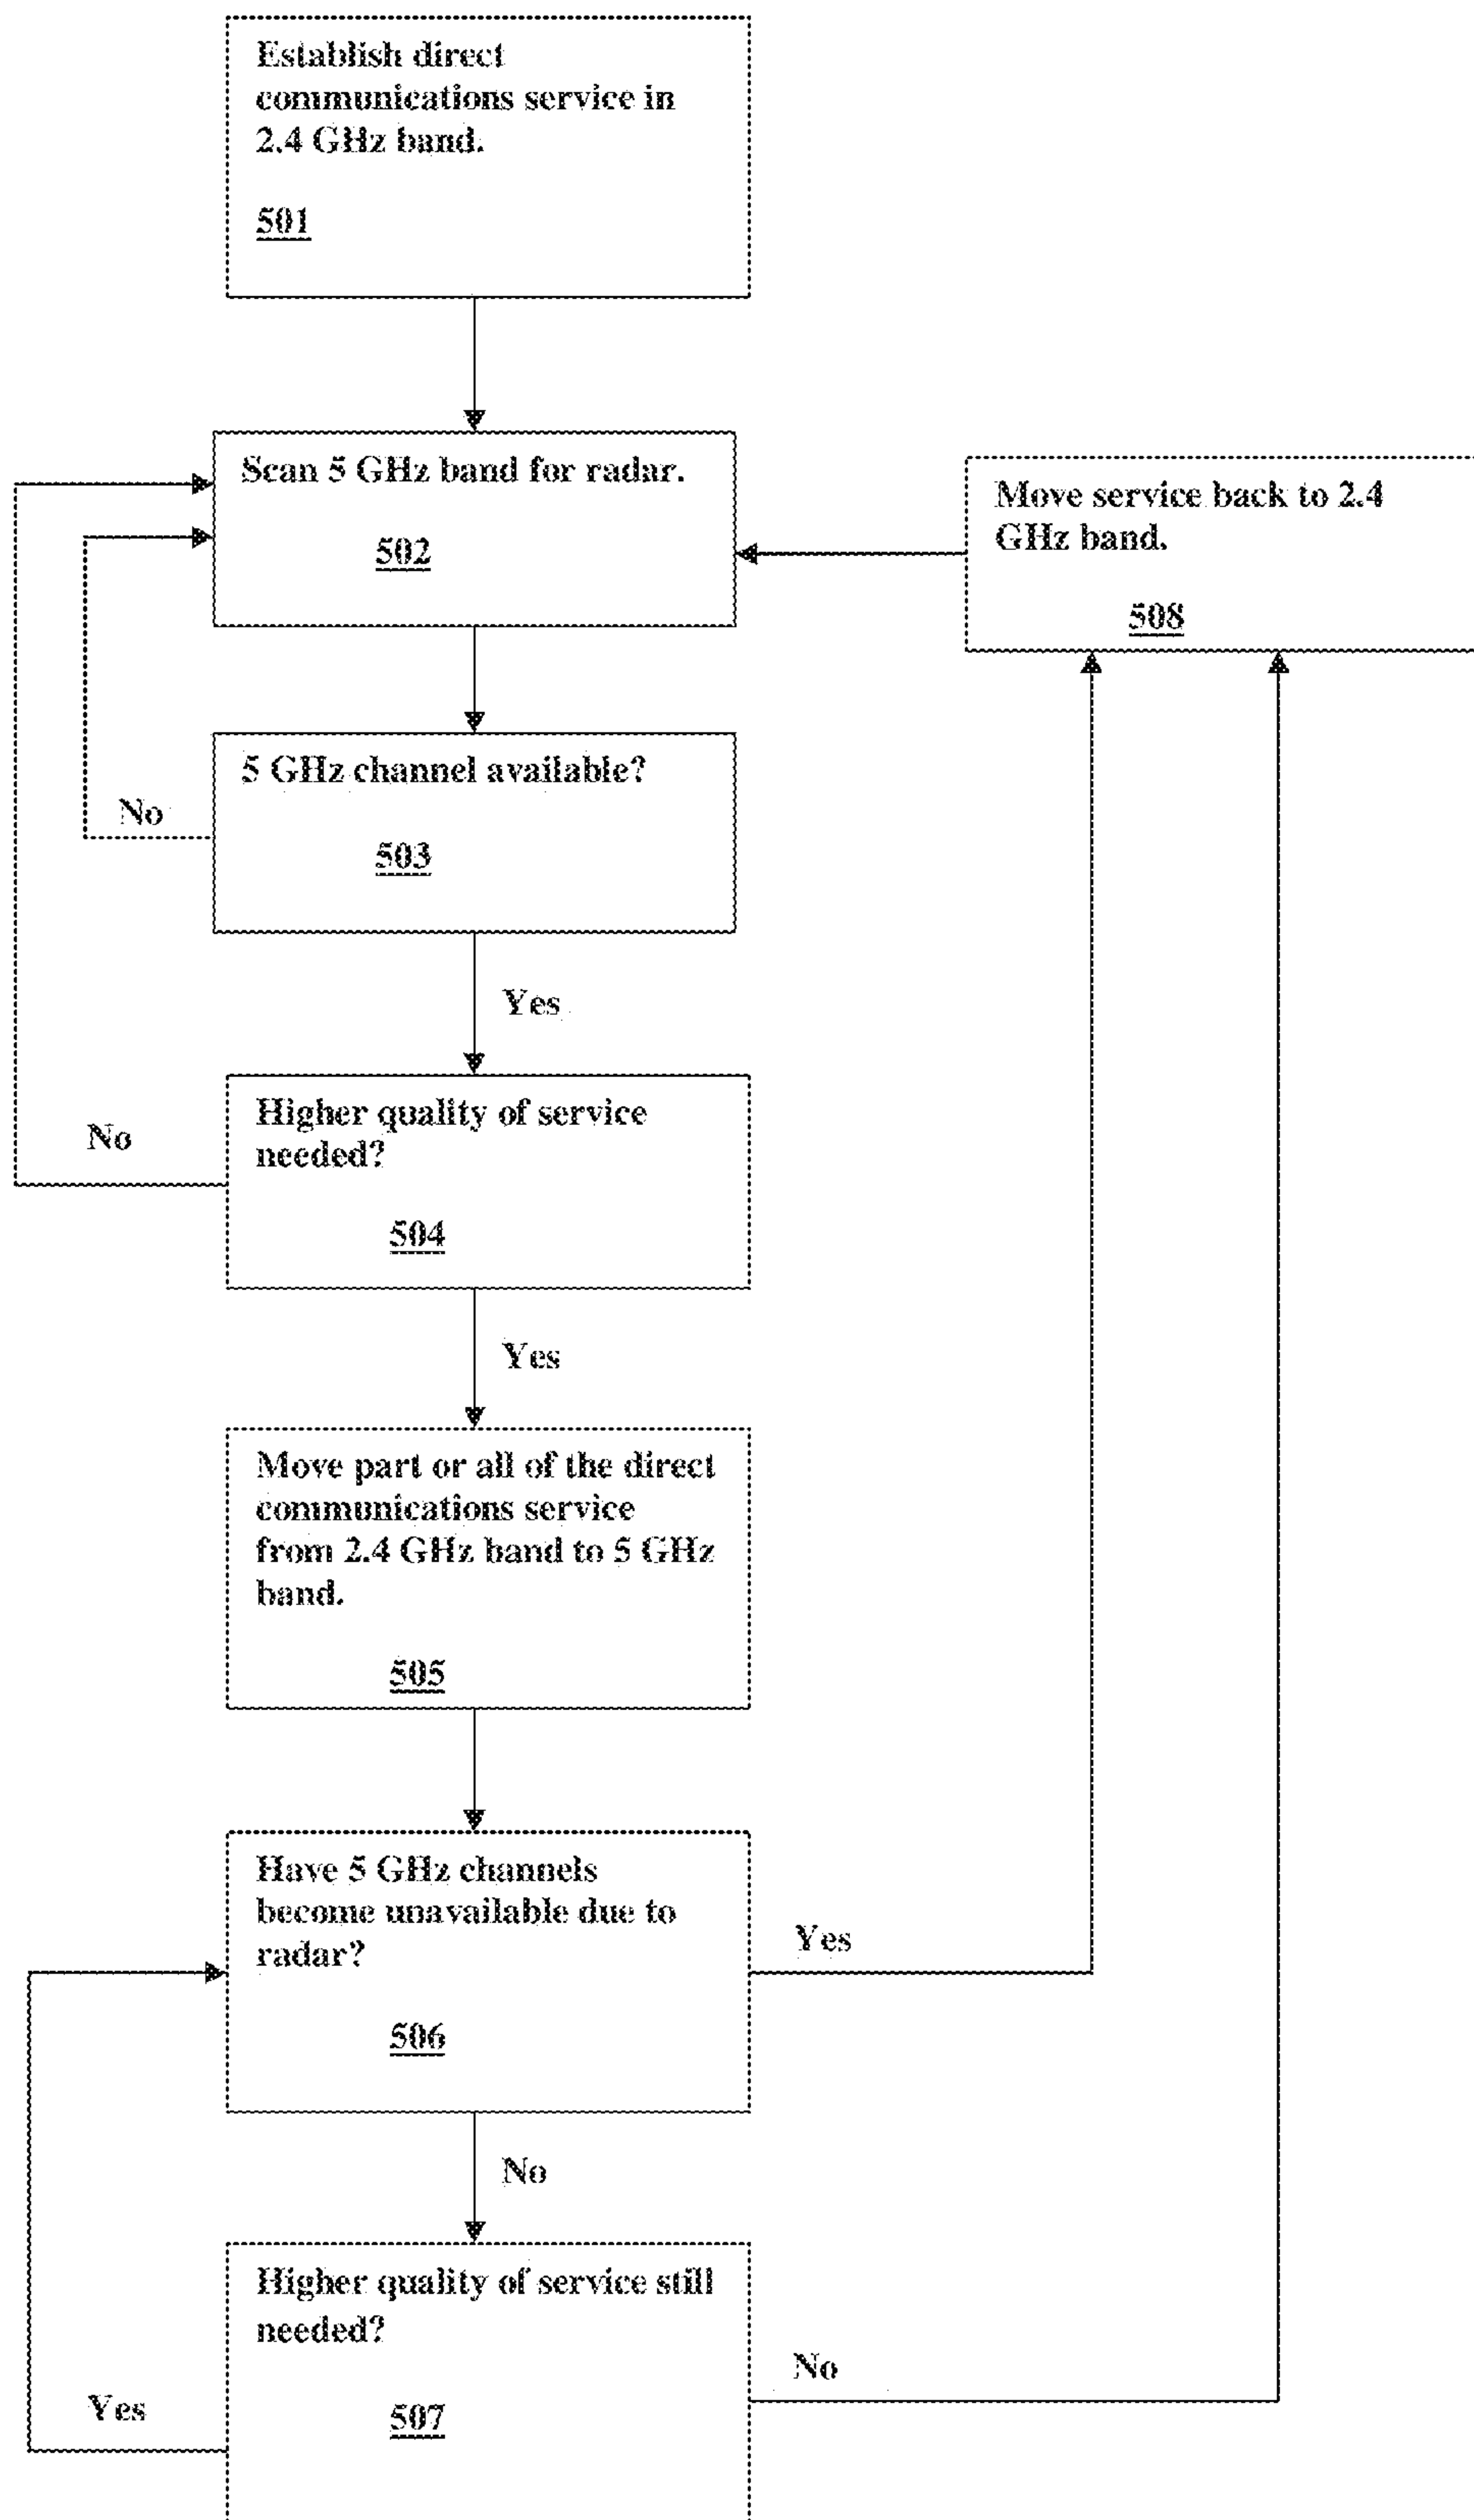 Establish direct
communications service in
2.4 GHz band.
501
Scan 5 GHz band for radar.
502
Move service back to 2.4
GHz band.
508
5 GHz channel available?
No
503
Yes
Higher quality of service
needed?
No
504
Yes
Move part or all of the direct
communications service
from 2.4 GHz band to 5 GHz
band.
505
Have 5 GHz channels
become unavailable due to
radar?
Yes
506
No
Higher quality of service still
needed?
No
Yes
507